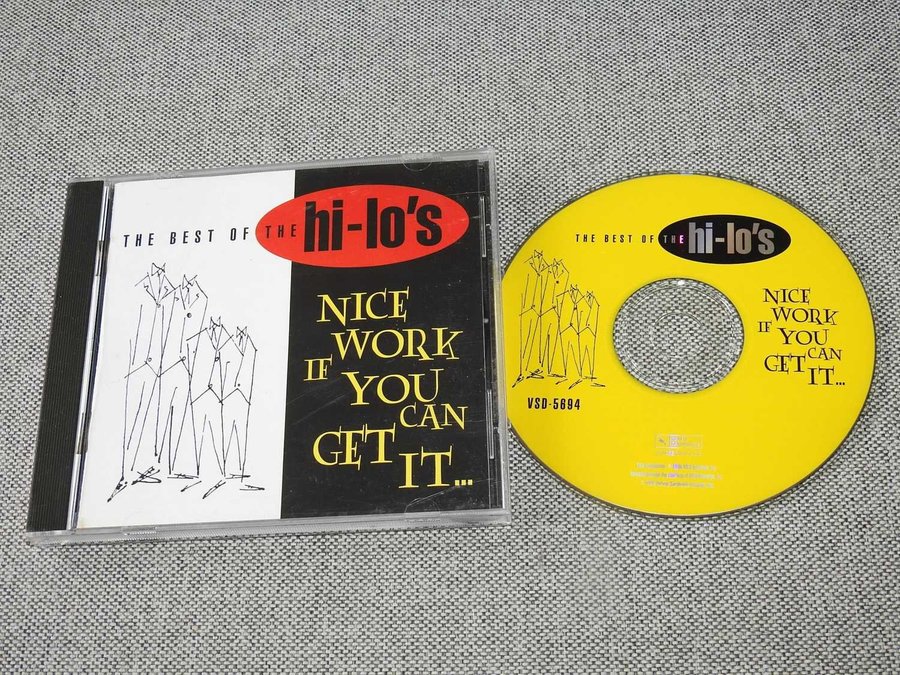 THE BEST OF THE hi-lo's
NICE
WORK
IF YOU
CAN
GET IT...
THE BEST OF THE hi-lo's
NICE
WORK
IF YOU
CAN
GET IT...
VSD-5694